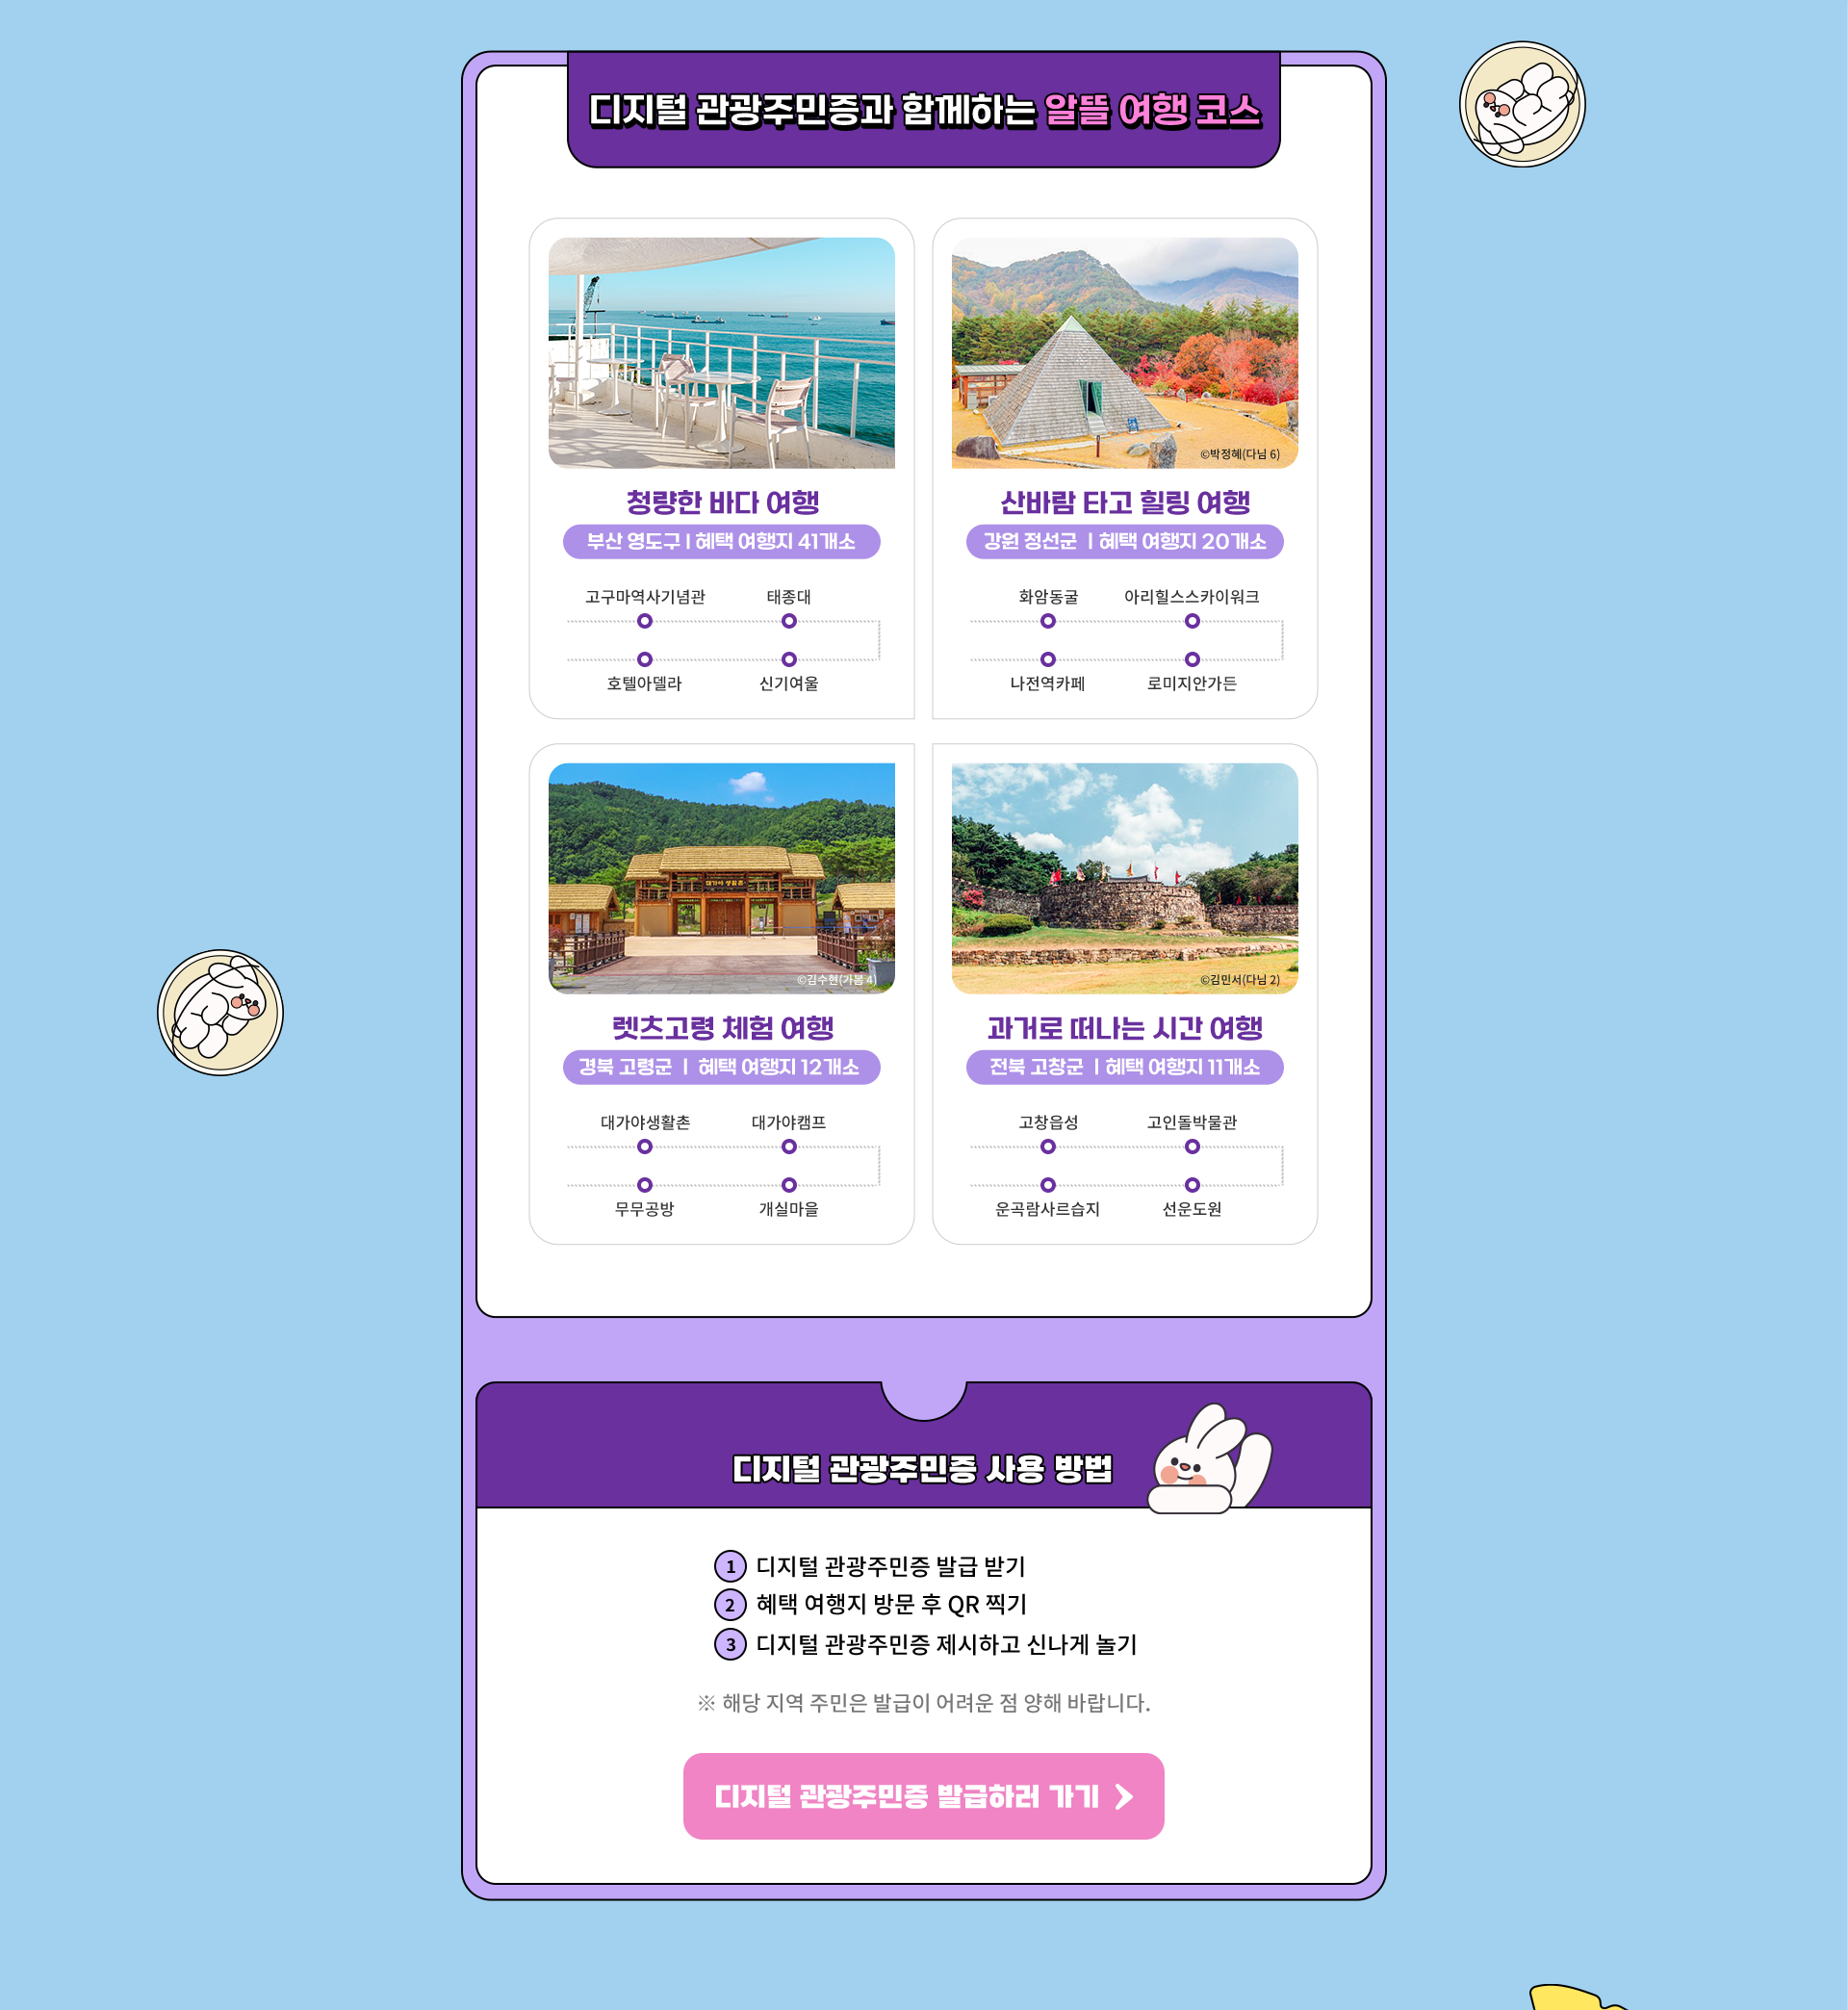 디지털 관광주민증과 함께하는 알뜰 여행 코스
청량한 바다 여행
부산 영도구 | 혜택 여행지 41개소
고구마역사기념관 태종대
호텔아델라 신기여울
©박정혜(다님 6)
산바람 타고 힐링 여행
강원 정선군 | 혜택 여행지 20개소
화암동굴 아리힐스스카이워크
나전역카페 로미지안가든
대가야 생활촌
©김수현(가봄 4)
렛츠고령 체험 여행
경북 고령군 | 혜택 여행지 12개소
대가야생활촌 대가야캠프
무무공방 개실마을
©김민서(다님 2)
과거로 떠나는 시간 여행
전북 고창군 | 혜택 여행지 11개소
고창읍성 고인돌박물관
운곡람사르습지 선운도원
디지털 관광주민증 사용 방법
1 디지털 관광주민증 발급 받기
2 혜택 여행지 방문 후 QR 찍기
3 디지털 관광주민증 제시하고 신나게 놀기
※ 해당 지역 주민은 발급이 어려운 점 양해 바랍니다.
디지털 관광주민증 발급하러 가기 >